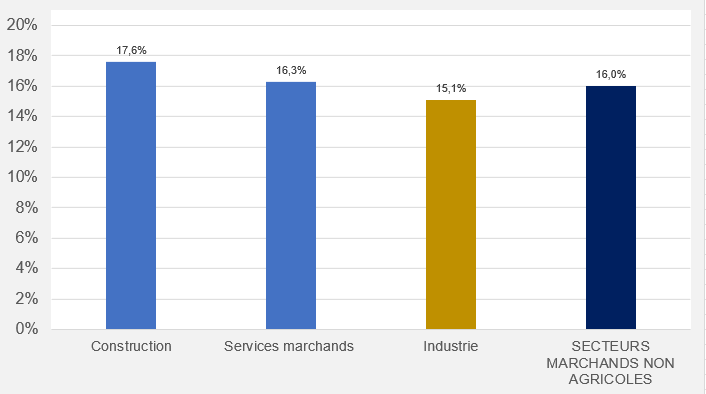 20%
18%
16%
14%
12%
10%
8%
6%
4%
2%
0%
17,6%
16,3%
15,1%
16,0%
Construction
Services marchands
Industrie
SECTEURS
MARCHANDS NON
AGRICOLES